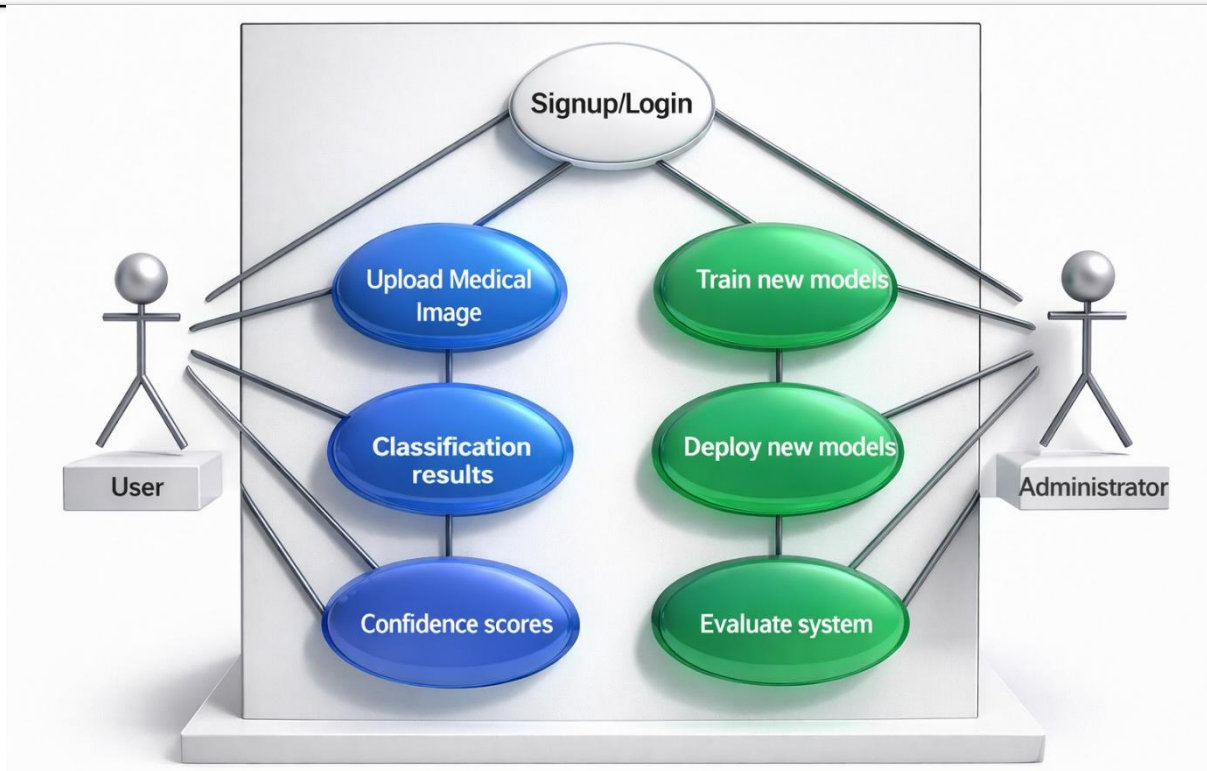 Signup/Login
Upload Medical
Image
Train new models
Classification
results
Deploy new models
User
Administrator
Confidence scores
Evaluate system